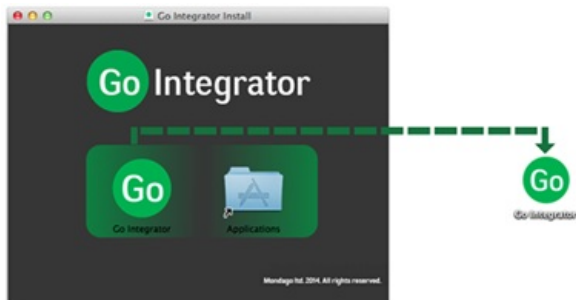 Go Integrator Install
Go Integrator
Go
Go Integrator
Applications
Mondago ltd. 2014. All rights reserved.
Go
Go Integrator